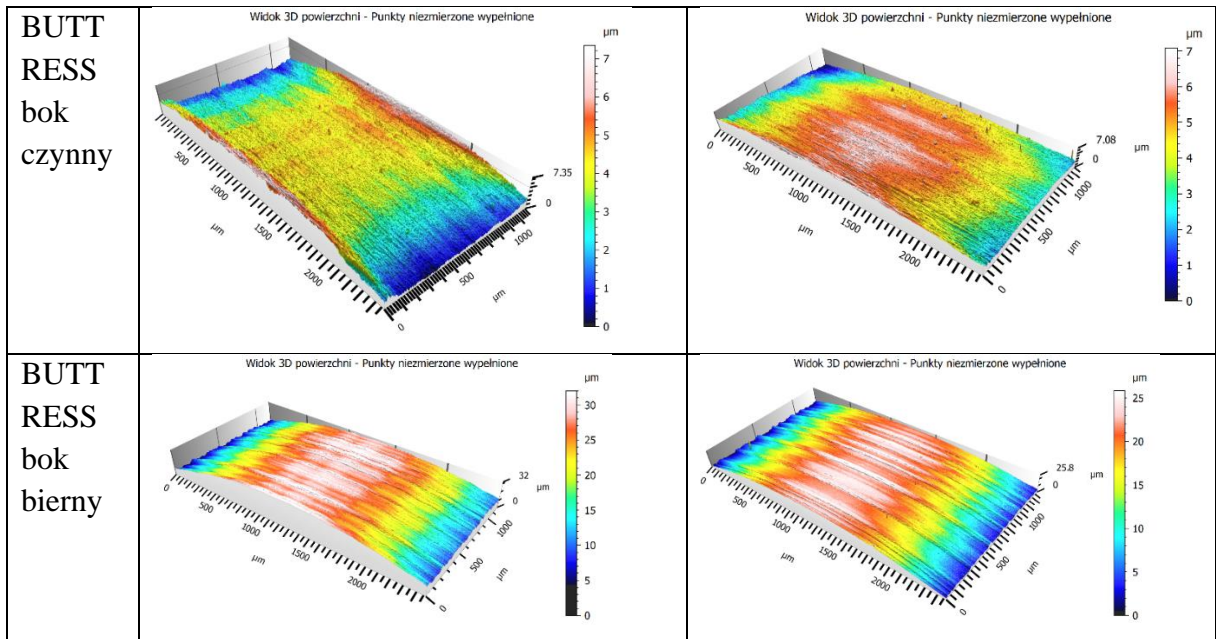 BUTT
RESS
bok
czynny
Widok 3D powierzchni - Punkty niezmierzone wypełnione
µm
7
6
5
4
3
2
1
0
7.35
0
500
1000
1500
2000
µm
0
500
1000
µm
Widok 3D powierzchni - Punkty niezmierzone wypełnione
µm
7
6
5
4
3
2
1
0
7.08
0
µm
0
500
1000
1500
2000
µm
0
500
1000
µm
BUTT
RESS
bok
bierny
Widok 3D powierzchni - Punkty niezmierzone wypełnione
µm
30
25
20
15
10
5
0
32
0
µm
0
500
1000
1500
2000
µm
0
500
1000
µm
Widok 3D powierzchni - Punkty niezmierzone wypełnione
µm
25
20
15
10
5
0
25.8
0
µm
0
500
1000
1500
2000
µm
0
500
1000
µm